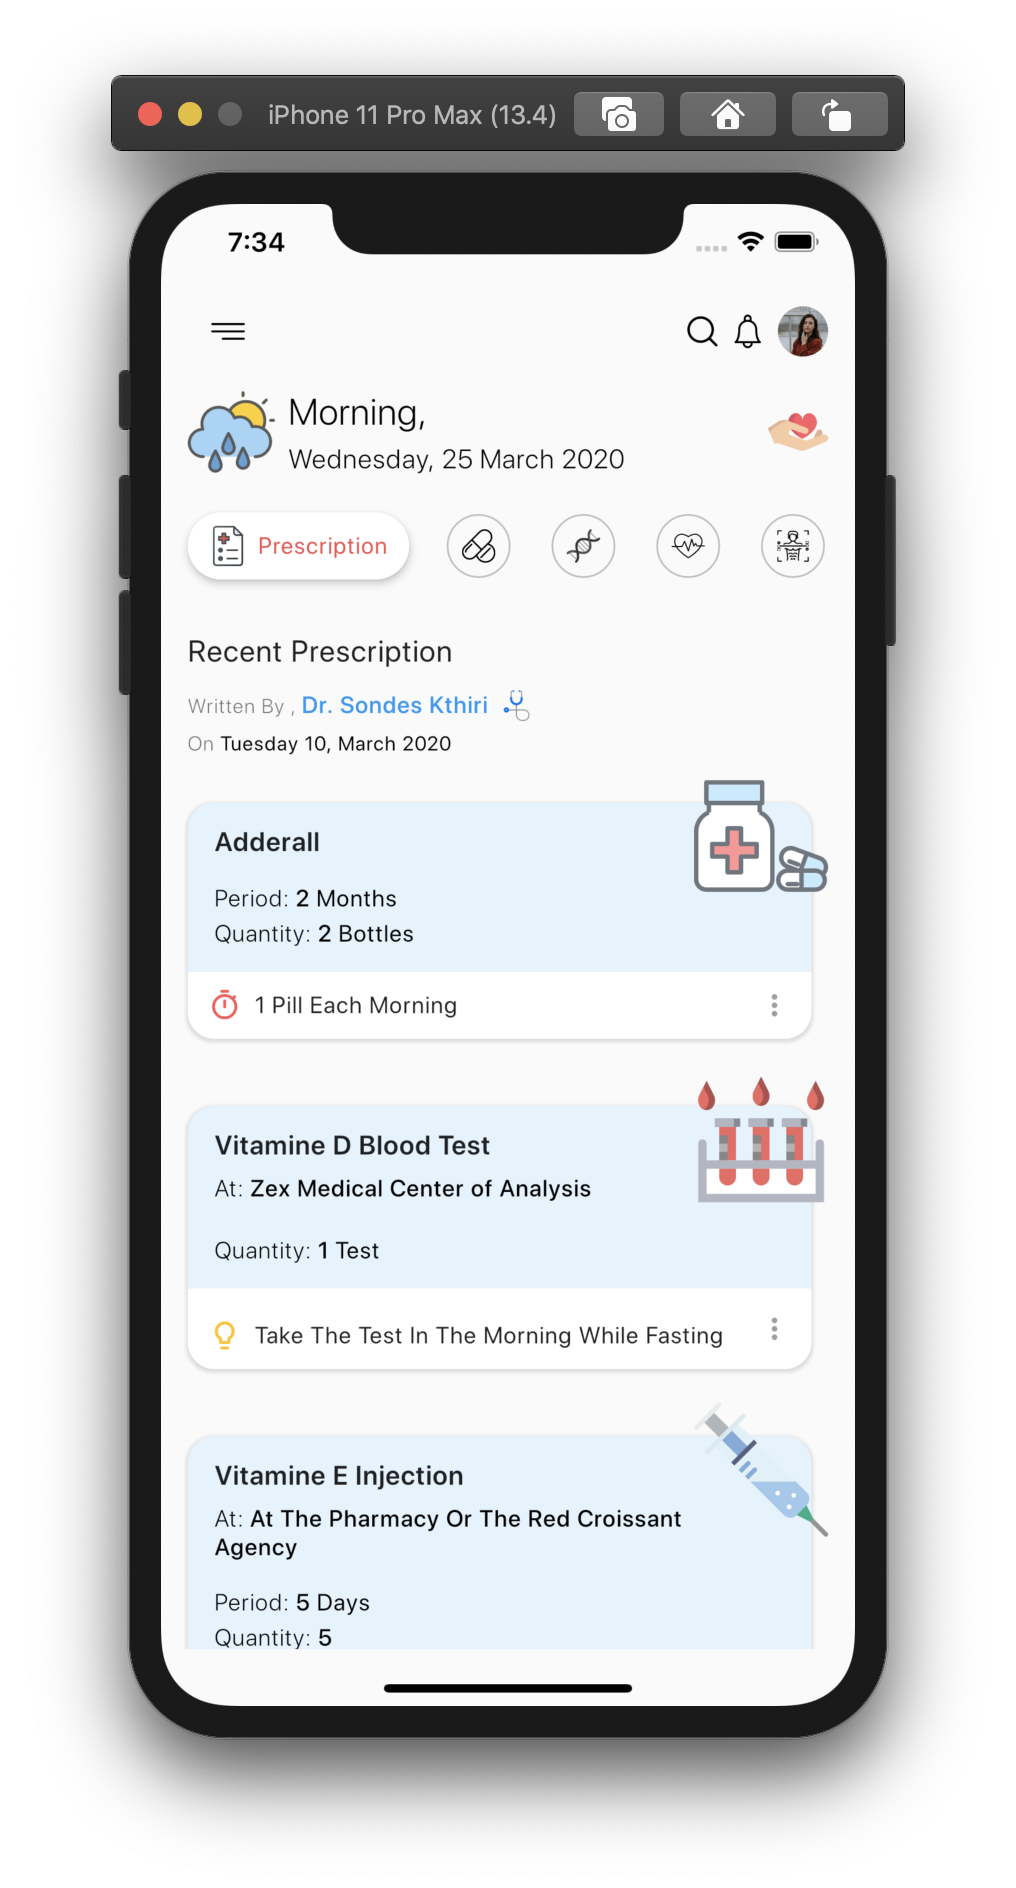 iPhone 11 Pro Max (13.4)
7:34
Morning,
Wednesday, 25 March 2020
Prescription
Recent Prescription
Written By , Dr. Sondes Kthiri
On Tuesday 10, March 2020
Adderall
Period: 2 Months
Quantity: 2 Bottles
1 Pill Each Morning
Vitamine D Blood Test
At: Zex Medical Center of Analysis
Quantity: 1 Test
Take The Test In The Morning While Fasting
Vitamine E Injection
At: At The Pharmacy Or The Red Croissant
Agency
Period: 5 Days
Quantity: 5